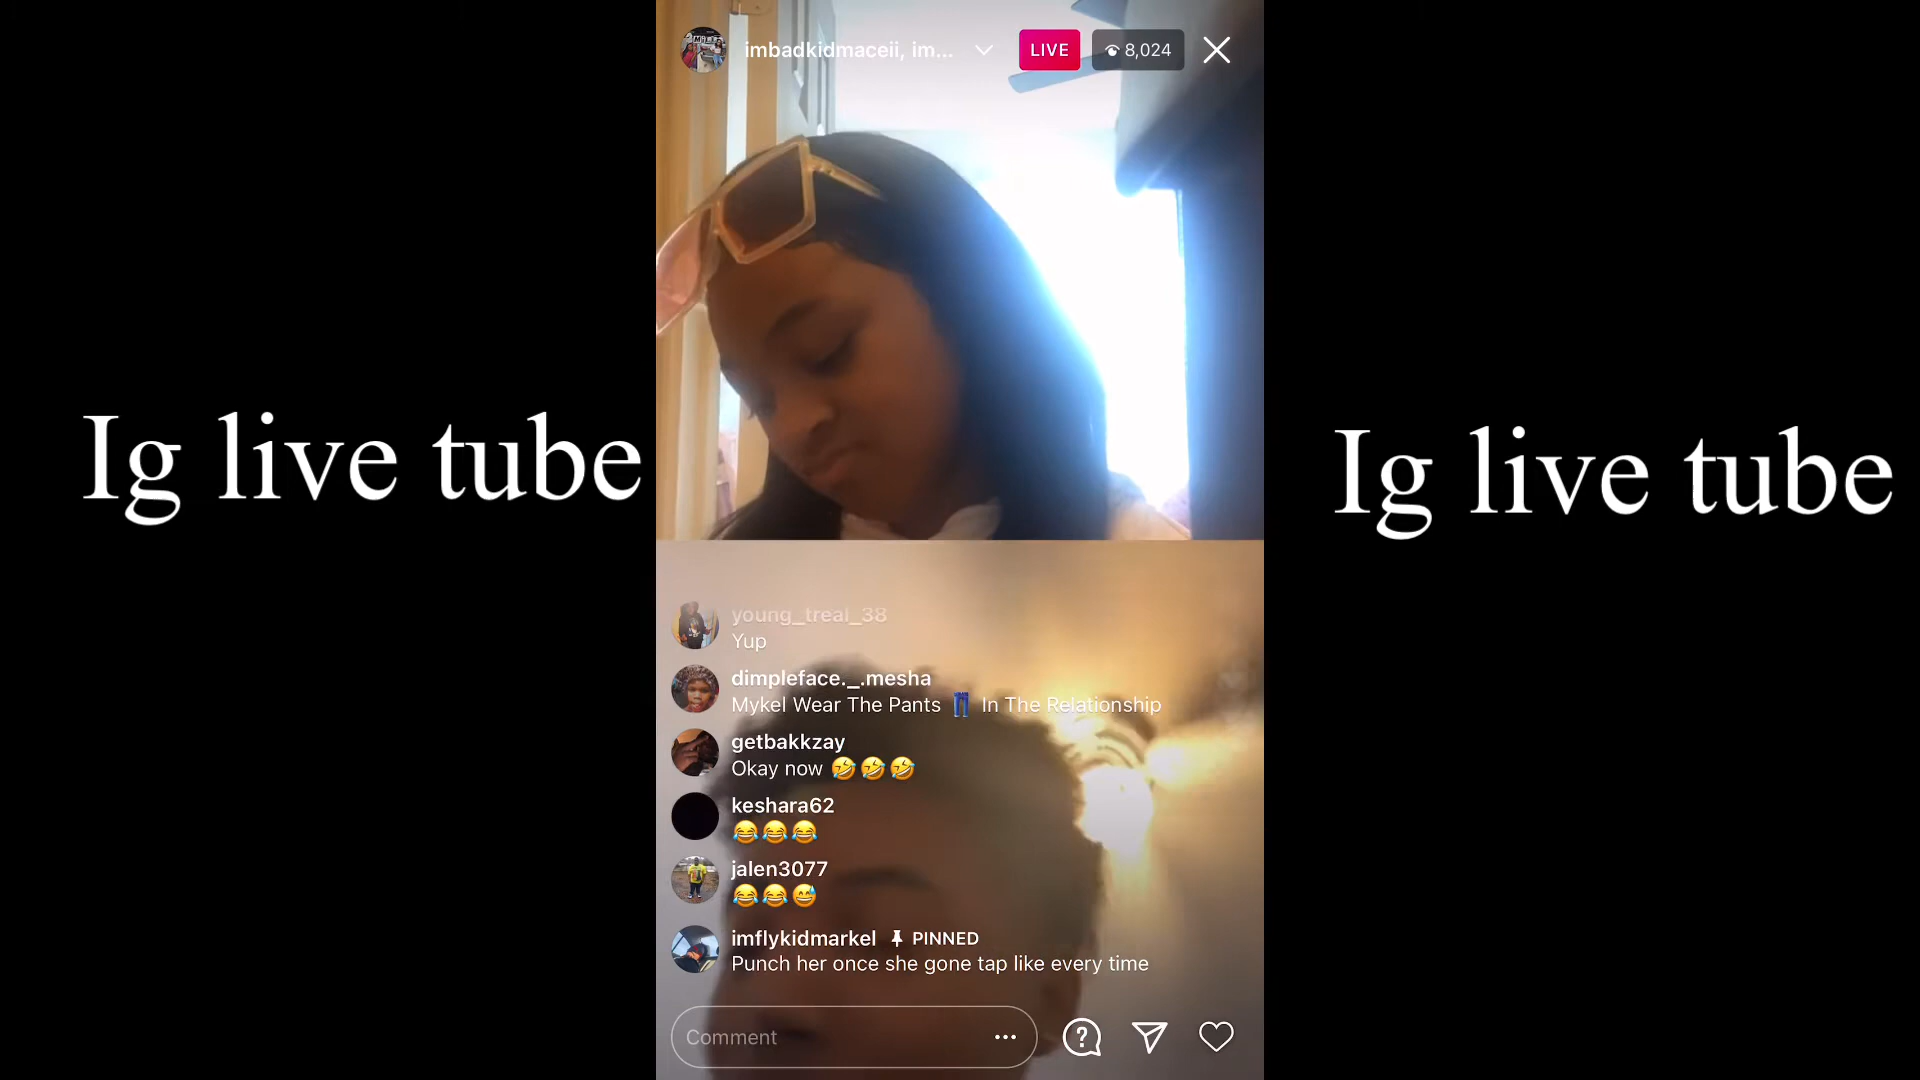 imbadkidmaceii, im...
LIVE
8,024
Ig live tube
Ig live tube
young_treal_38
Yup
dimpleface._.mesha
Mykel Wear The Pants 👖 In The Relationship
getbakkzay
Okay now 🤣🤣🤣
keshara62
😂😂😂
jalen3077
😂😂😅
imflykidmarkel PINNED
Punch her once she gone tap like every time
Comment